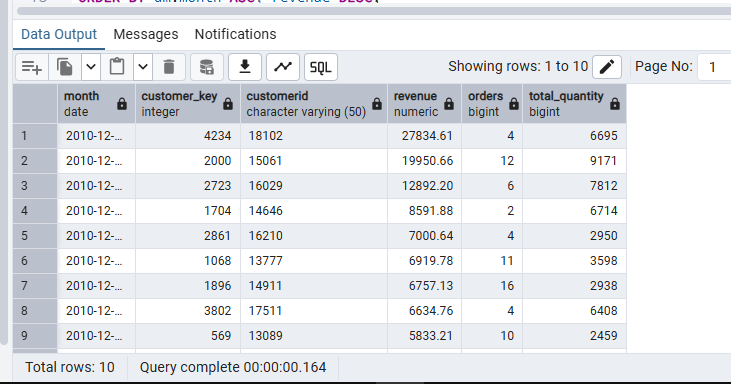 Data Output Messages Notifications
SQL Showing rows: 1 to 10 Page No: 1
month customer_key customerid revenue orders total_quantity
date integer character varying (50) numeric bigint bigint
1 2010-12-... 4234 18102 27834.61 4 6695
2 2010-12-... 2000 15061 19950.66 12 9171
3 2010-12-... 2723 16029 12892.20 6 7812
4 2010-12-... 1704 14646 8591.88 2 6714
5 2010-12-... 2861 16210 7000.64 4 2950
6 2010-12-... 1068 13777 6919.78 11 3598
7 2010-12-... 1896 14911 6757.13 16 2938
8 2010-12-... 3802 17511 6634.76 4 6408
9 2010-12-... 569 13089 5833.21 10 2459
Total rows: 10 Query complete 00:00:00.164